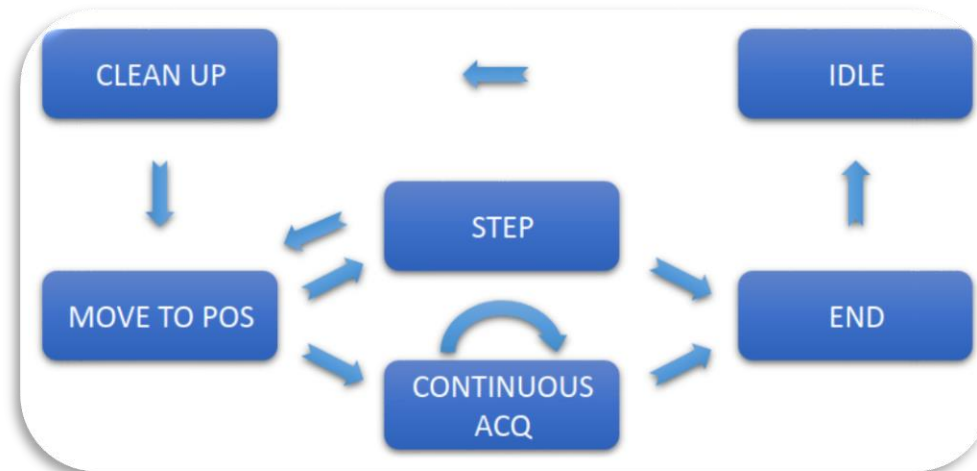 CLEAN UP
IDLE
STEP
MOVE TO POS
END
CONTINUOUS
ACQ